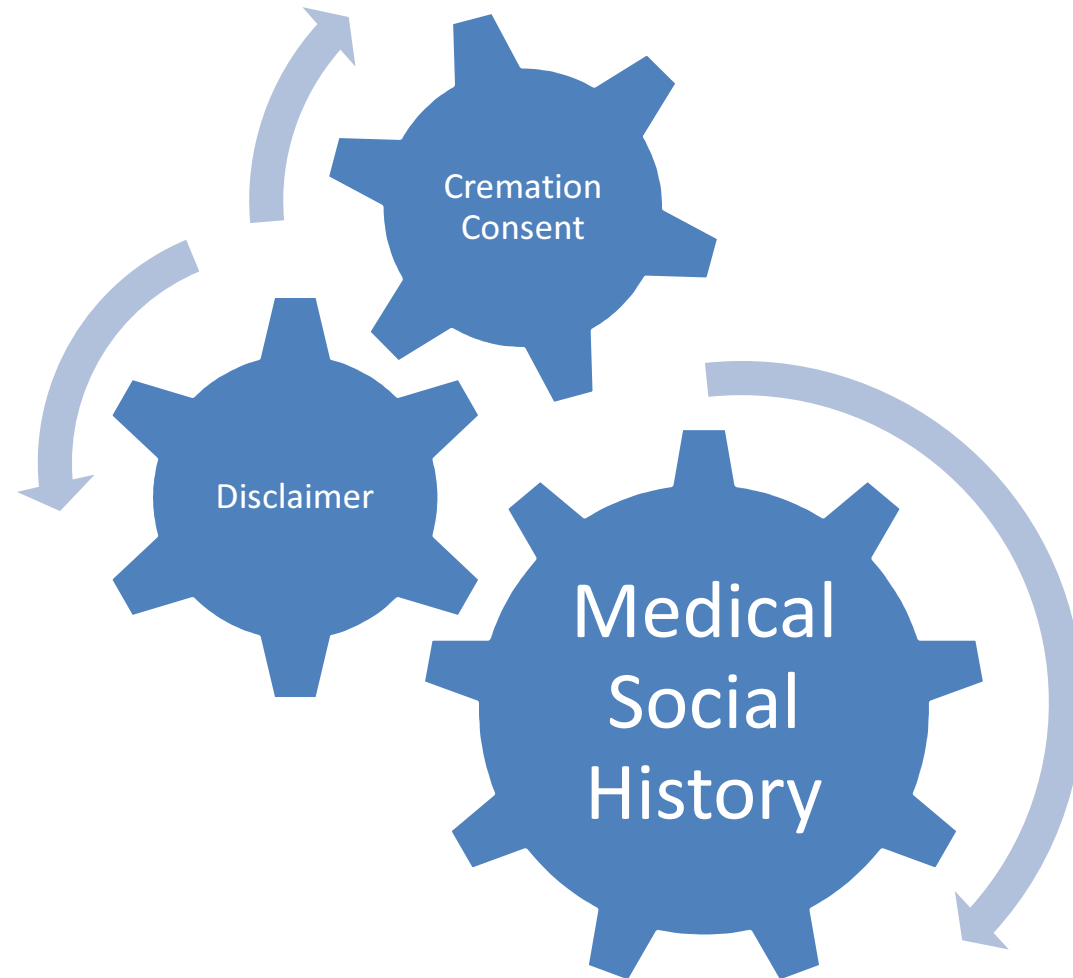 Cremation
Consent
Disclaimer
Medical
Social
History